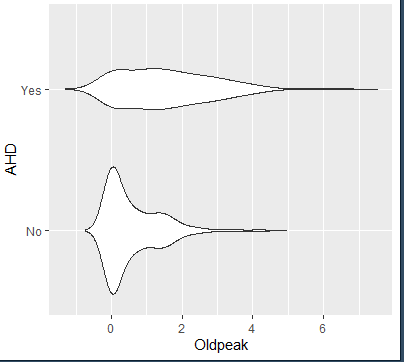 AHD
Yes
No
0 2 4 6
Oldpeak